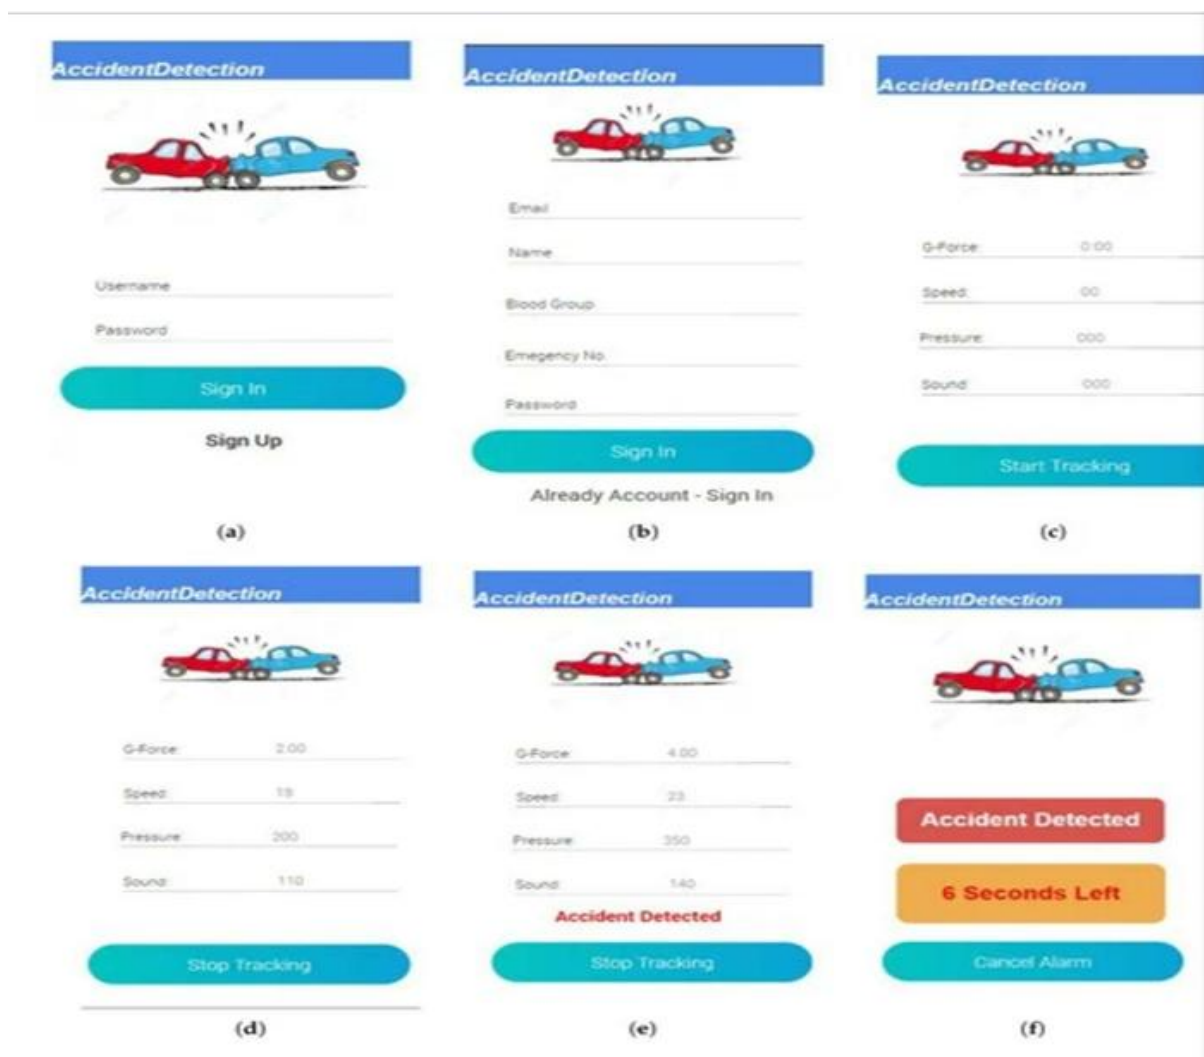 AccidentDetection
Username
Password
Sign In
Sign Up
(a)
AccidentDetection
Email
Name
Blood Group
Emegency No.
Password
Sign In
Already Account - Sign In
(b)
AccidentDetection
G-Force: 0.00
Speed: 00
Pressure: 000
Sound: 000
Start Tracking
(c)
AccidentDetection
G-Force: 2.00
Speed: 19
Pressure: 200
Sound: 110
Stop Tracking
(d)
AccidentDetection
G-Force: 4.00
Speed: 23
Pressure: 350
Sound: 140
Accident Detected
Stop Tracking
(e)
AccidentDetection
Accident Detected
6 Seconds Left
Cancel Alarm
(f)